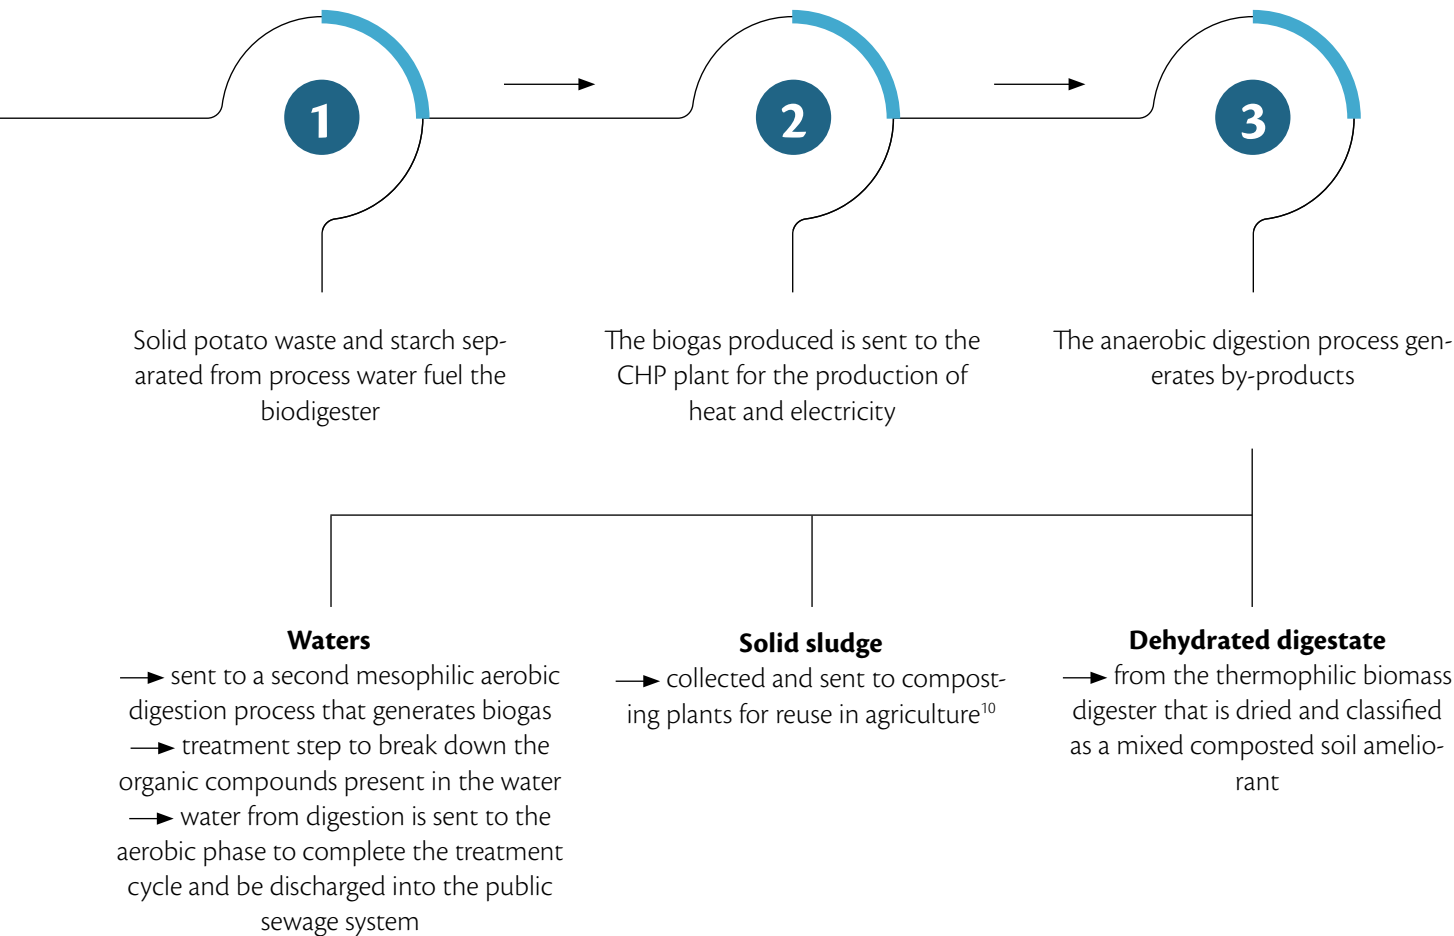 1
2
3
Solid potato waste and starch sep-
arated from process water fuel the
biodigester
The biogas produced is sent to the
CHP plant for the production of
heat and electricity
The anaerobic digestion process gen-
erates by-products
Waters
sent to a second mesophilic aerobic
digestion process that generates biogas
treatment step to break down the
organic compounds present in the water
water from digestion is sent to the
aerobic phase to complete the treatment
cycle and be discharged into the public
sewage system
Solid sludge
collected and sent to compost-
ing plants for reuse in agriculture10
Dehydrated digestate
from the thermophilic biomass
digester that is dried and classified
as a mixed composted soil amelio-
rant